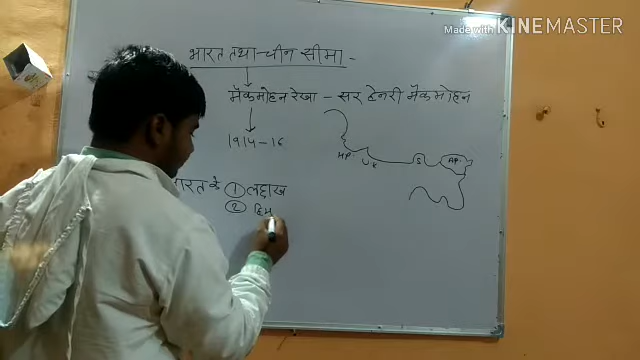 Made with KINEMASTER
भारत तथा चीन सीमा -
मॅकमोहन रेखा - सर हेनरी मॅकमोहन
1914-16
HP
UK
S
AP
भारत के ① लद्दाख
② हिम